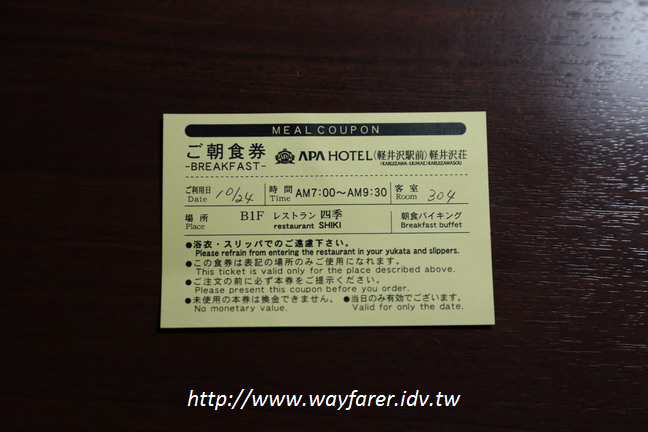 MEAL COUPON
ご朝食券
-BREAKFAST-
APA HOTEL〈軽井沢駅前〉軽井沢荘
(KARUIZAWA-EKIMAE) KARUIZAWASOU
ご利用日 Date 10/24 時間 Time AM7:00〜AM9:30 客室 Room 304
場所 Place B1F レストラン 四季 restaurant SHIKI 朝食バイキング Breakfast buffet
●浴衣・スリッパでのご遠慮下さい。
Please refrain from entering the restaurant in your yukata and slippers.
●この食券は表記の場所のみご使用になれます。
This ticket is valid only for the place described above.
●ご注文の前に必ず本券をご提示ください。
Please present this coupon before you order.
●未使用の本券は換金できません。 ●当日のみ有効でございます。
No monetary value. Valid for only the date.
http://www.wayfarer.idv.tw